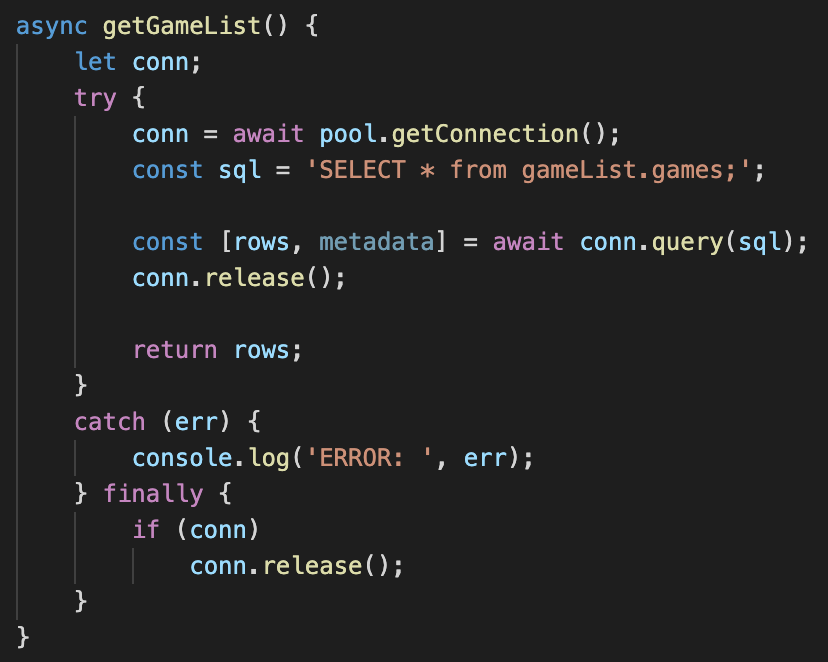 async getGameList() {
let conn;
try {
conn = await pool.getConnection();
const sql = 'SELECT * from gameList.games;';
const [rows, metadata] = await conn.query(sql);
conn.release();
return rows;
}
catch (err) {
console.log('ERROR: ', err);
} finally {
if (conn)
conn.release();
}
}